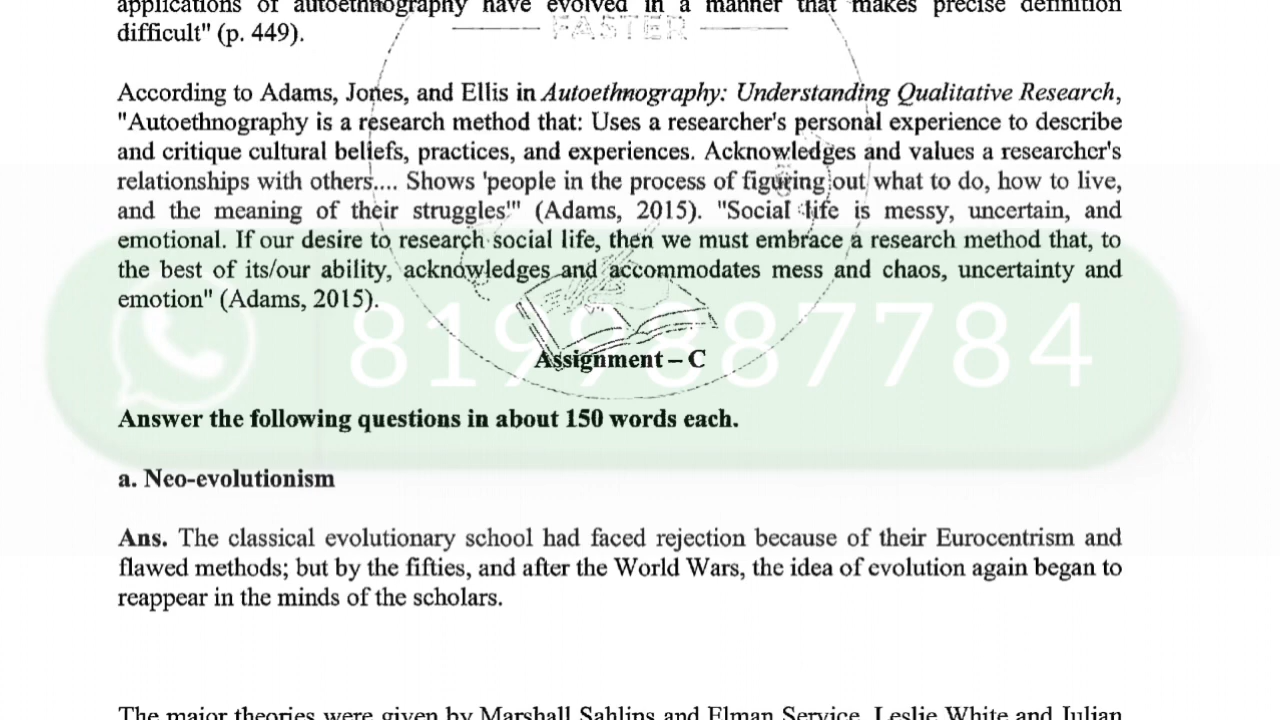 applications of autoethnography have evolved in a manner that makes precise definition
difficult" (p. 449).
FASTER
According to Adams, Jones, and Ellis in Autoethnography: Understanding Qualitative Research,
"Autoethnography is a research method that: Uses a researcher's personal experience to describe
and critique cultural beliefs, practices, and experiences. Acknowledges and values a researcher's
relationships with others.... Shows 'people in the process of figuring out what to do, how to live,
and the meaning of their struggles'" (Adams, 2015). "Social life is messy, uncertain, and
emotional. If our desire to research social life, then we must embrace a research method that, to
the best of its/our ability, acknowledges and accommodates mess and chaos, uncertainty and
emotion" (Adams, 2015).
Assignment – C
Answer the following questions in about 150 words each.
a. Neo-evolutionism
Ans. The classical evolutionary school had faced rejection because of their Eurocentrism and
flawed methods; but by the fifties, and after the World Wars, the idea of evolution again began to
reappear in the minds of the scholars.
The major theories were given by Marshall Sahlins and Elman Service, Leslie White and Julian